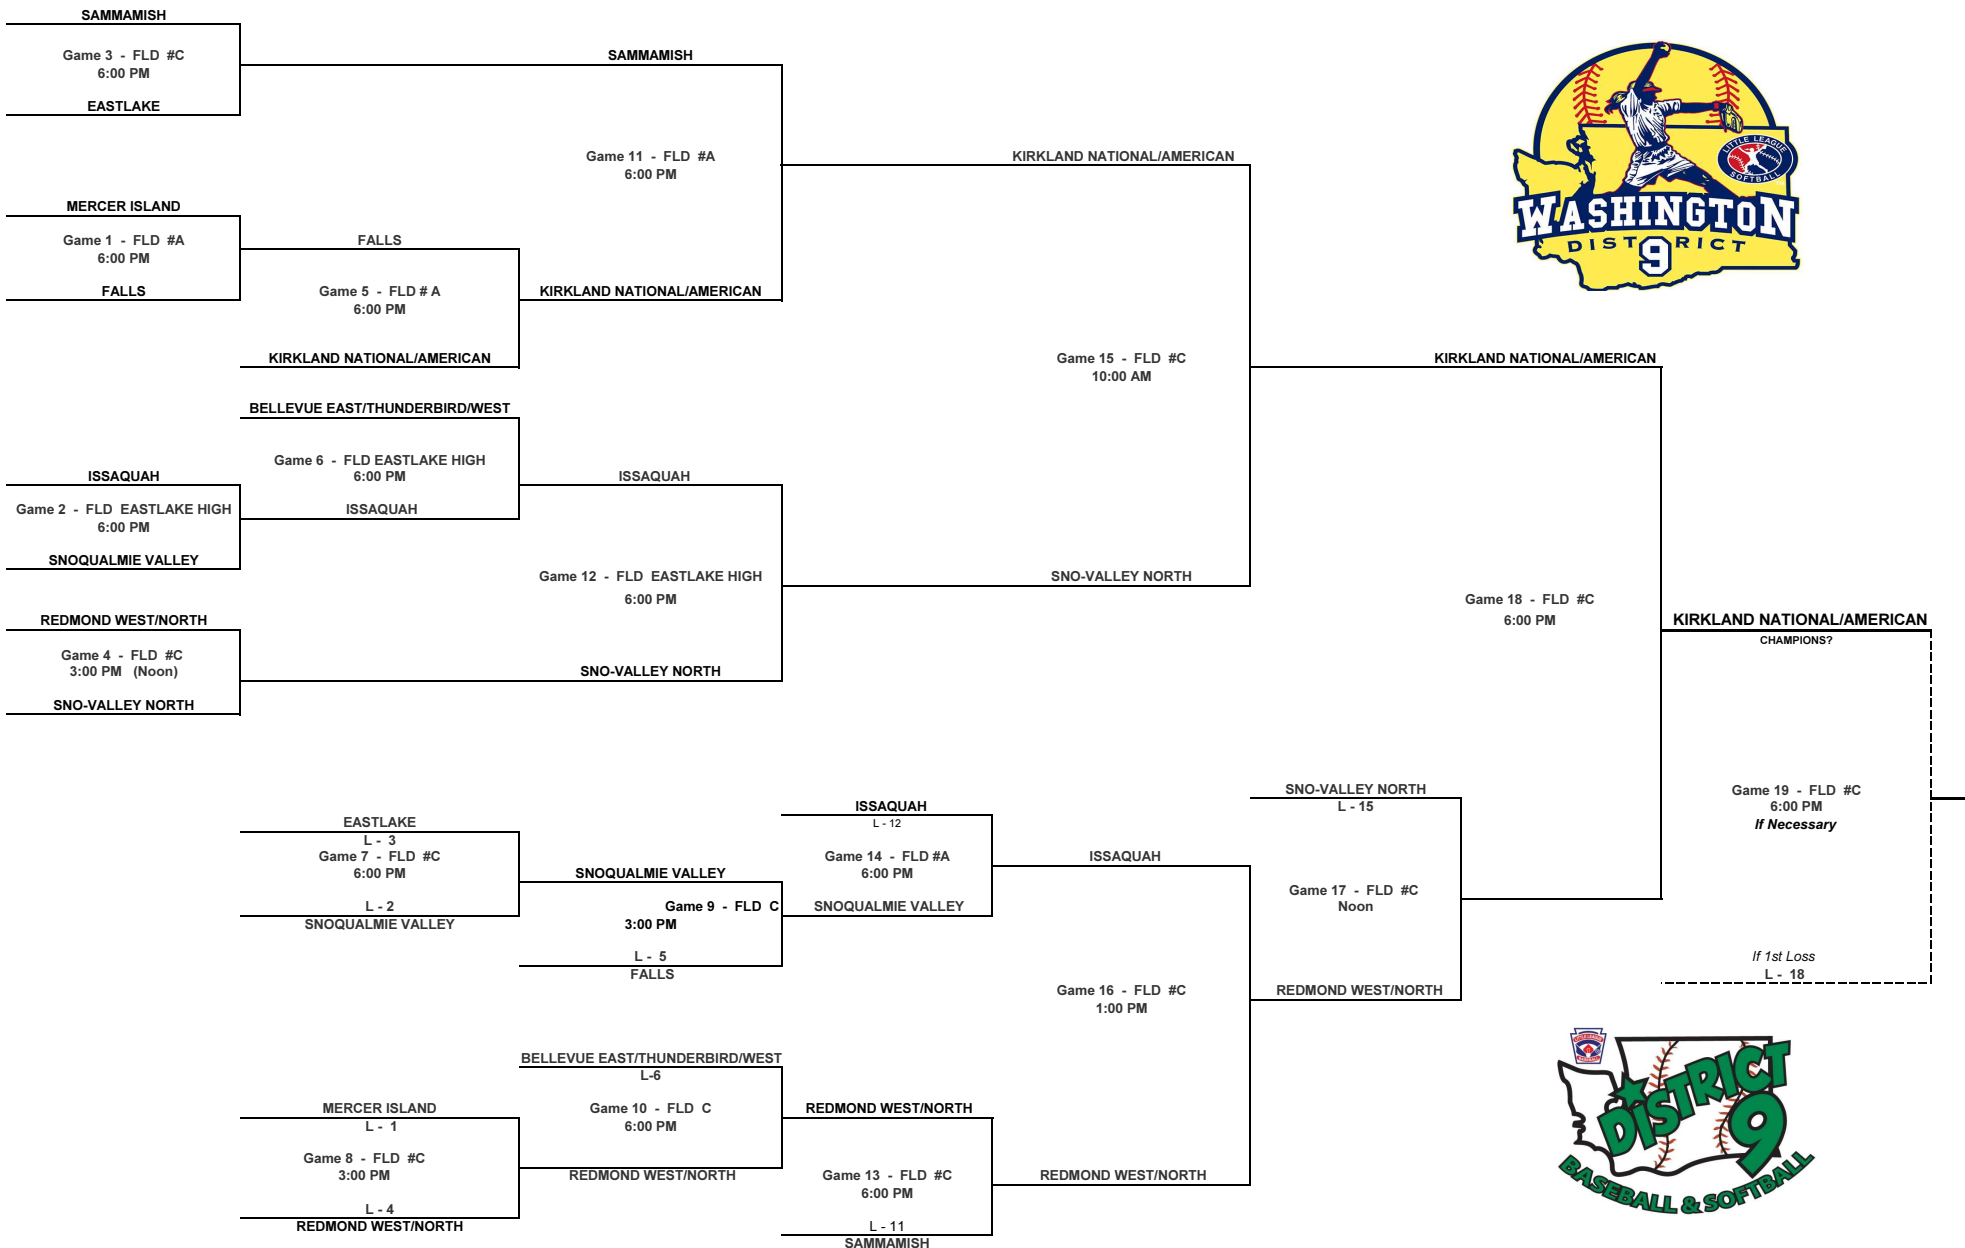 SAMMAMISH
Game 3 - FLD #C
6:00 PM
EASTLAKE
SAMMAMISH
MERCER ISLAND
Game 1 - FLD #A
6:00 PM
FALLS
FALLS
Game 5 - FLD # A
6:00 PM
KIRKLAND NATIONAL/AMERICAN
KIRKLAND NATIONAL/AMERICAN
Game 11 - FLD #A
6:00 PM
KIRKLAND NATIONAL/AMERICAN
BELLEVUE EAST/THUNDERBIRD/WEST
Game 6 - FLD EASTLAKE HIGH
6:00 PM
ISSAQUAH
ISSAQUAH
Game 2 - FLD EASTLAKE HIGH
6:00 PM
SNOQUALMIE VALLEY
ISSAQUAH
Game 12 - FLD EASTLAKE HIGH
6:00 PM
REDMOND WEST/NORTH
Game 4 - FLD #C
3:00 PM (Noon)
SNO-VALLEY NORTH
SNO-VALLEY NORTH
SNO-VALLEY NORTH
Game 15 - FLD #C
10:00 AM
KIRKLAND NATIONAL/AMERICAN
Game 18 - FLD #C
6:00 PM
KIRKLAND NATIONAL/AMERICAN
CHAMPIONS?
Game 19 - FLD #C
6:00 PM
If Necessary
If 1st Loss
L - 18
EASTLAKE
L - 3
Game 7 - FLD #C
6:00 PM
L - 2
SNOQUALMIE VALLEY
SNOQUALMIE VALLEY
Game 9 - FLD C
3:00 PM
L - 5
FALLS
ISSAQUAH
L - 12
Game 14 - FLD #A
6:00 PM
SNOQUALMIE VALLEY
ISSAQUAH
Game 16 - FLD #C
1:00 PM
SNO-VALLEY NORTH
L - 15
Game 17 - FLD #C
Noon
REDMOND WEST/NORTH
MERCER ISLAND
L - 1
Game 8 - FLD #C
3:00 PM
L - 4
REDMOND WEST/NORTH
BELLEVUE EAST/THUNDERBIRD/WEST
L-6
Game 10 - FLD C
6:00 PM
REDMOND WEST/NORTH
REDMOND WEST/NORTH
Game 13 - FLD #C
6:00 PM
L - 11
SAMMAMISH
REDMOND WEST/NORTH
LITTLE LEAGUE
SOFTBALL
WASHINGTON
DISTRICT
9
DISTRICT
9
BASEBALL & SOFTBALL